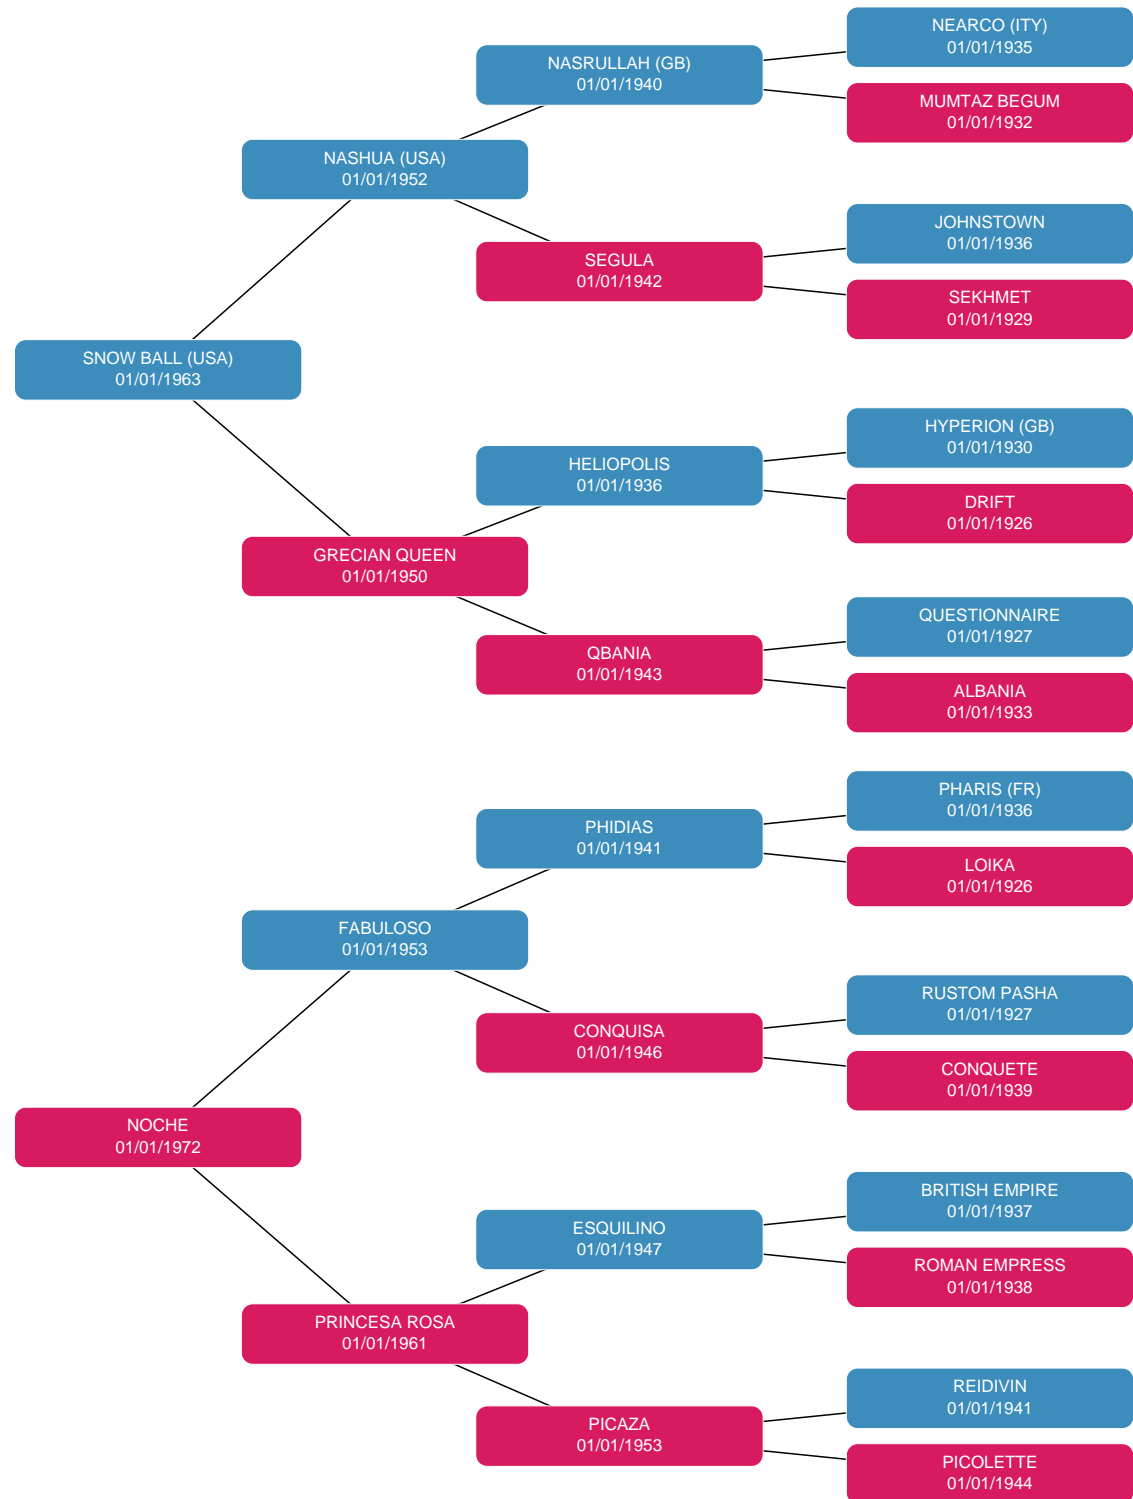 NEARCO (ITY)
01/01/1935
NASRULLAH (GB)
01/01/1940
MUMTAZ BEGUM
01/01/1932
NASHUA (USA)
01/01/1952
JOHNSTOWN
01/01/1936
SEGULA
01/01/1942
SEKHMET
01/01/1929
SNOW BALL (USA)
01/01/1963
HYPERION (GB)
01/01/1930
HELIOPOLIS
01/01/1936
DRIFT
01/01/1926
GRECIAN QUEEN
01/01/1950
QUESTIONNAIRE
01/01/1927
QBANIA
01/01/1943
ALBANIA
01/01/1933
PHARIS (FR)
01/01/1936
PHIDIAS
01/01/1941
LOIKA
01/01/1926
FABULOSO
01/01/1953
RUSTOM PASHA
01/01/1927
CONQUISA
01/01/1946
CONQUETE
01/01/1939
NOCHE
01/01/1972
BRITISH EMPIRE
01/01/1937
ESQUILINO
01/01/1947
ROMAN EMPRESS
01/01/1938
PRINCESA ROSA
01/01/1961
REIDIVIN
01/01/1941
PICAZA
01/01/1953
PICOLETTE
01/01/1944